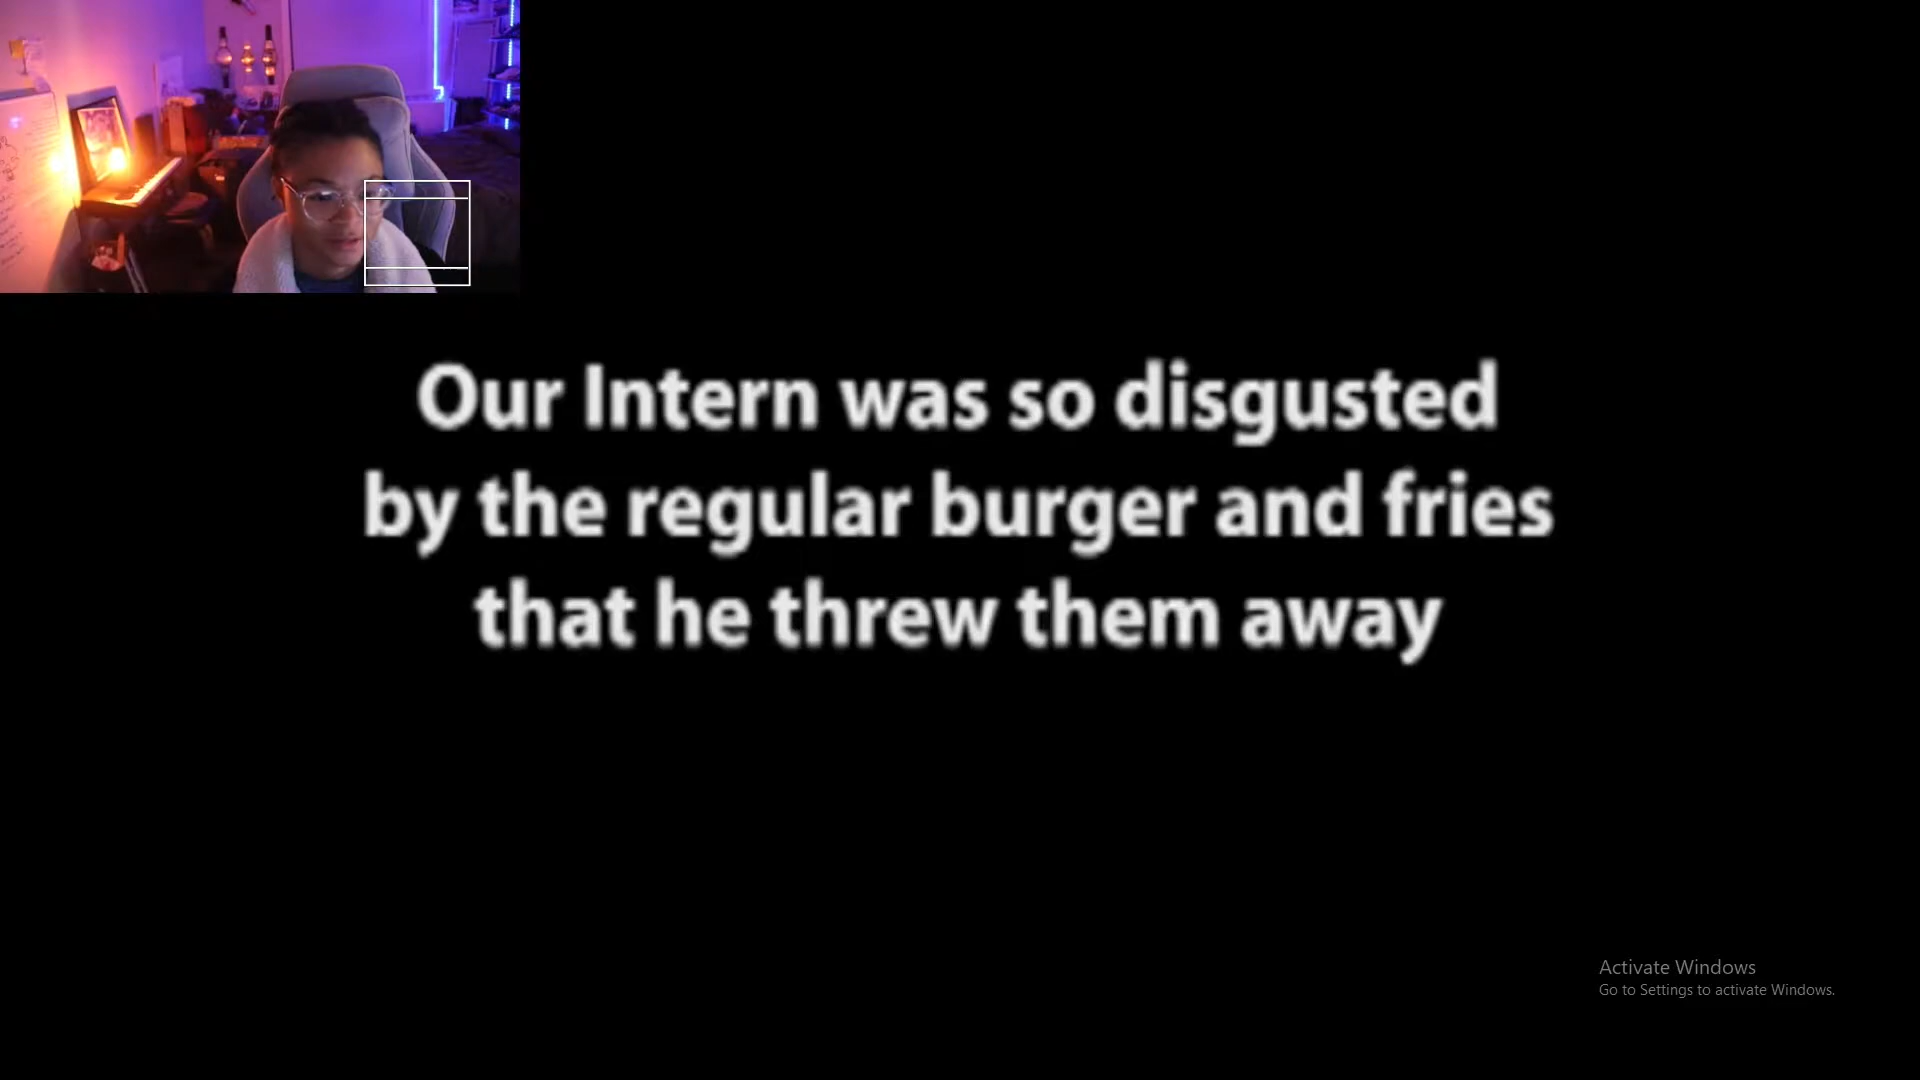 Our Intern was so disgusted
by the regular burger and fries
that he threw them away
Activate Windows
Go to Settings to activate Windows.